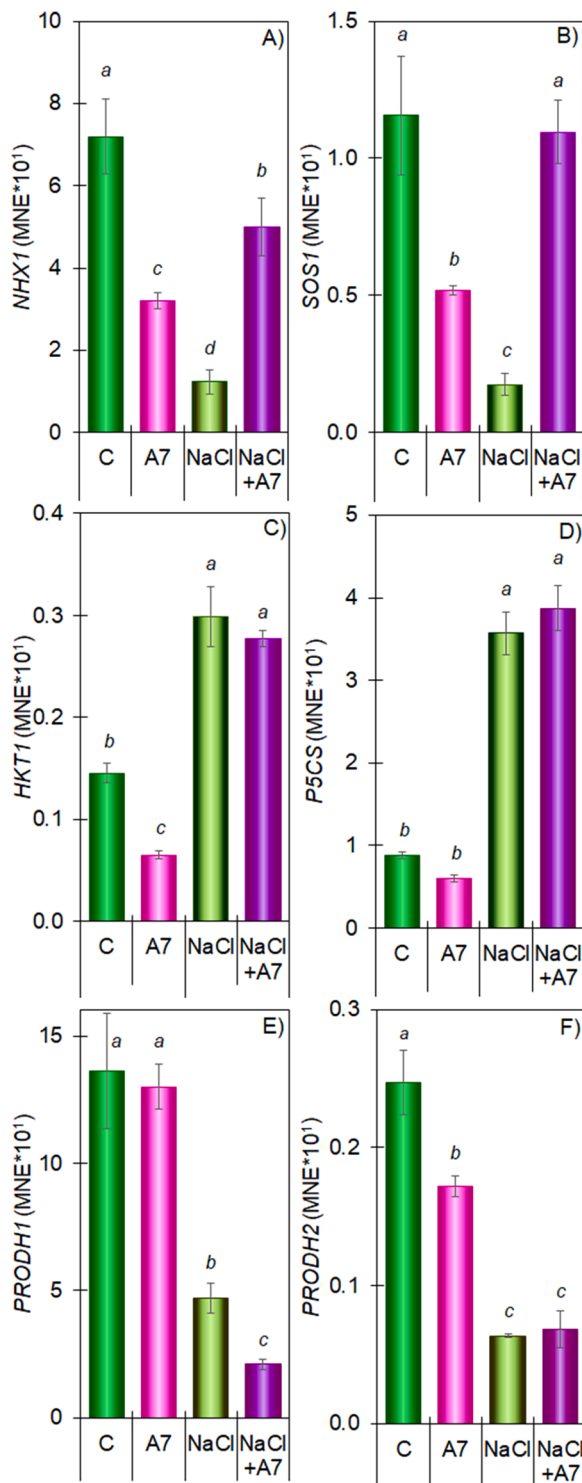 A)
NHX1 (MNE*10¹)
10
8
6
4
2
0
a
c
d
b
C A7 NaCl NaCl
+A7
B)
SOS1 (MNE*10¹)
1.5
1.0
0.5
0.0
a
b
c
a
C A7 NaCl NaCl
+A7
C)
HKT1 (MNE*10¹)
0.4
0.3
0.2
0.1
0.0
b
c
a
a
C A7 NaCl NaCl
+A7
D)
P5CS (MNE*10¹)
5
4
3
2
1
0
b
b
a
a
C A7 NaCl NaCl
+A7
E)
PRODH1 (MNE*10¹)
15
10
5
0
a
a
b
c
C A7 NaCl NaCl
+A7
F)
PRODH2 (MNE*10¹)
0.3
0.2
0.1
0.0
a
b
c
c
C A7 NaCl NaCl
+A7